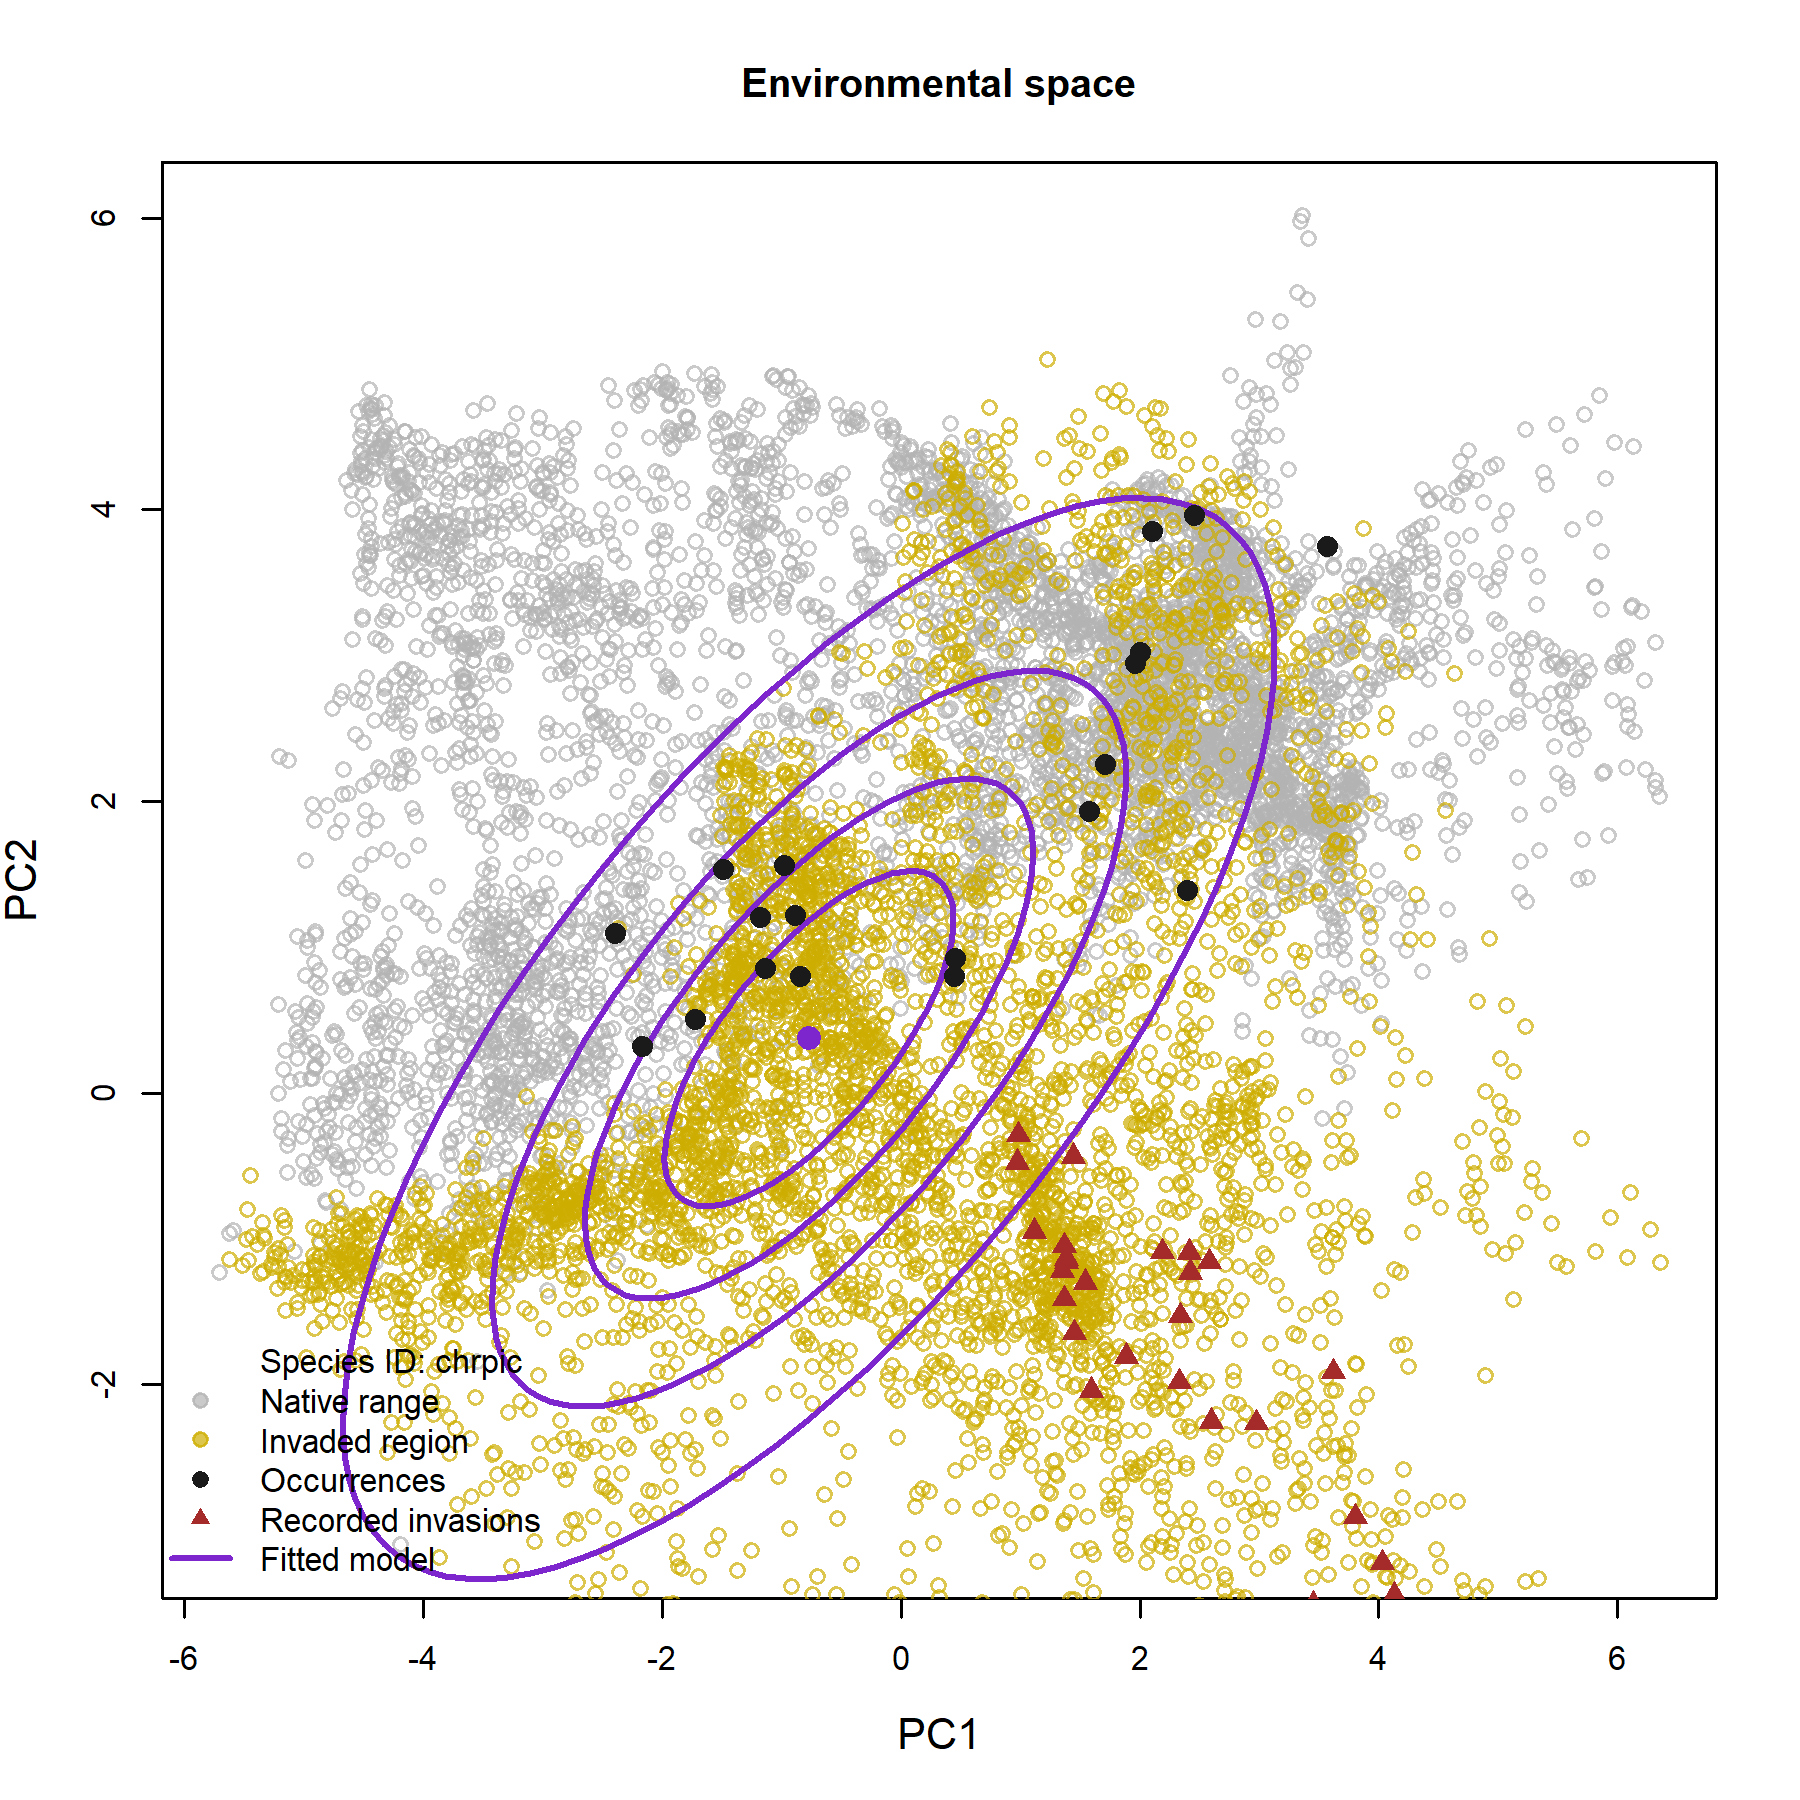 Environmental space
PC2
6
4
2
0
-2
Species ID: chrpic
Native range
Invaded region
Occurrences
Recorded invasions
Fitted model
-6 -4 -2 0 2 4 6
PC1